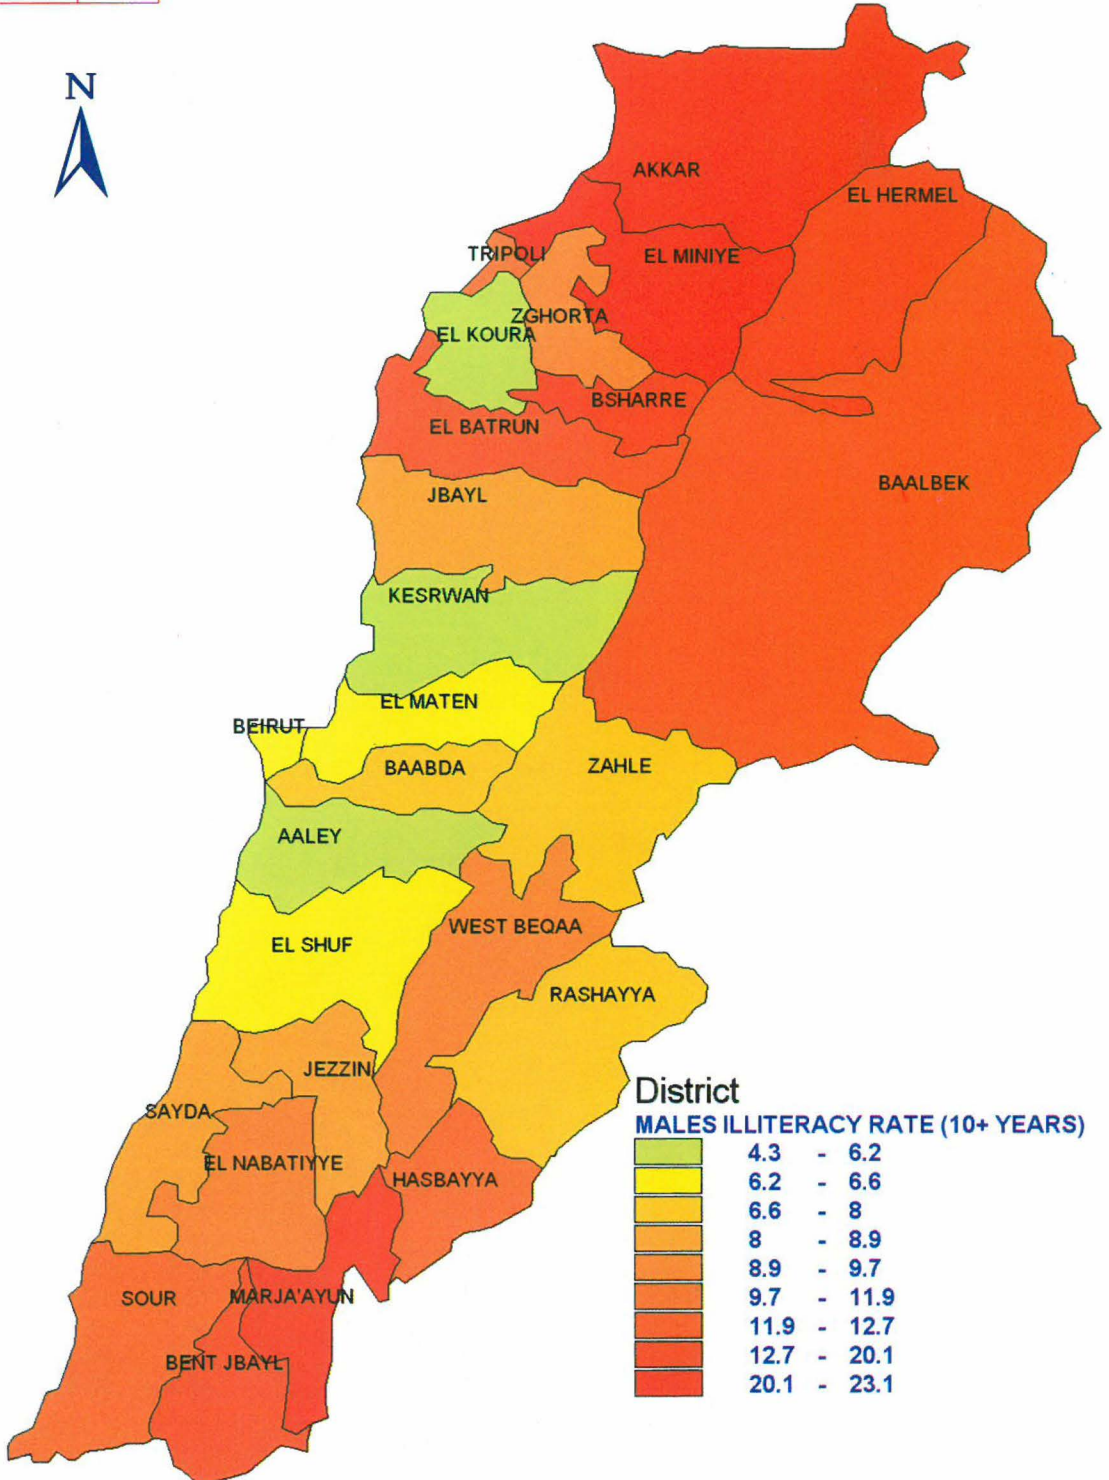 N
AKKAR
EL HERMEL
TRIPOLI
EL MINIYE
ZGHORTA
EL KOURA
BSHARRE
EL BATRUN
BAALBEK
JBAYL
KESRWAN
EL MATEN
BEIRUT
BAABDA
ZAHLE
AALEY
WEST BEQAA
EL SHUF
RASHAYYA
JEZZIN
SAYDA
EL NABATIYYE
HASBAYYA
SOUR
MARJA'AYUN
BENT JBAYL
District
MALES ILLITERACY RATE (10+ YEARS)
4.3 - 6.2
6.2 - 6.6
6.6 - 8
8 - 8.9
8.9 - 9.7
9.7 - 11.9
11.9 - 12.7
12.7 - 20.1
20.1 - 23.1